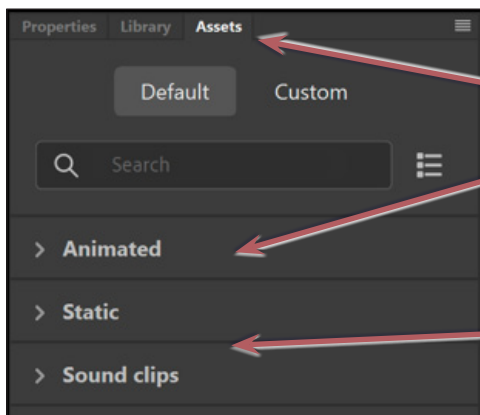 Properties Library Assets
Default Custom
Search
Animated
Static
Sound clips